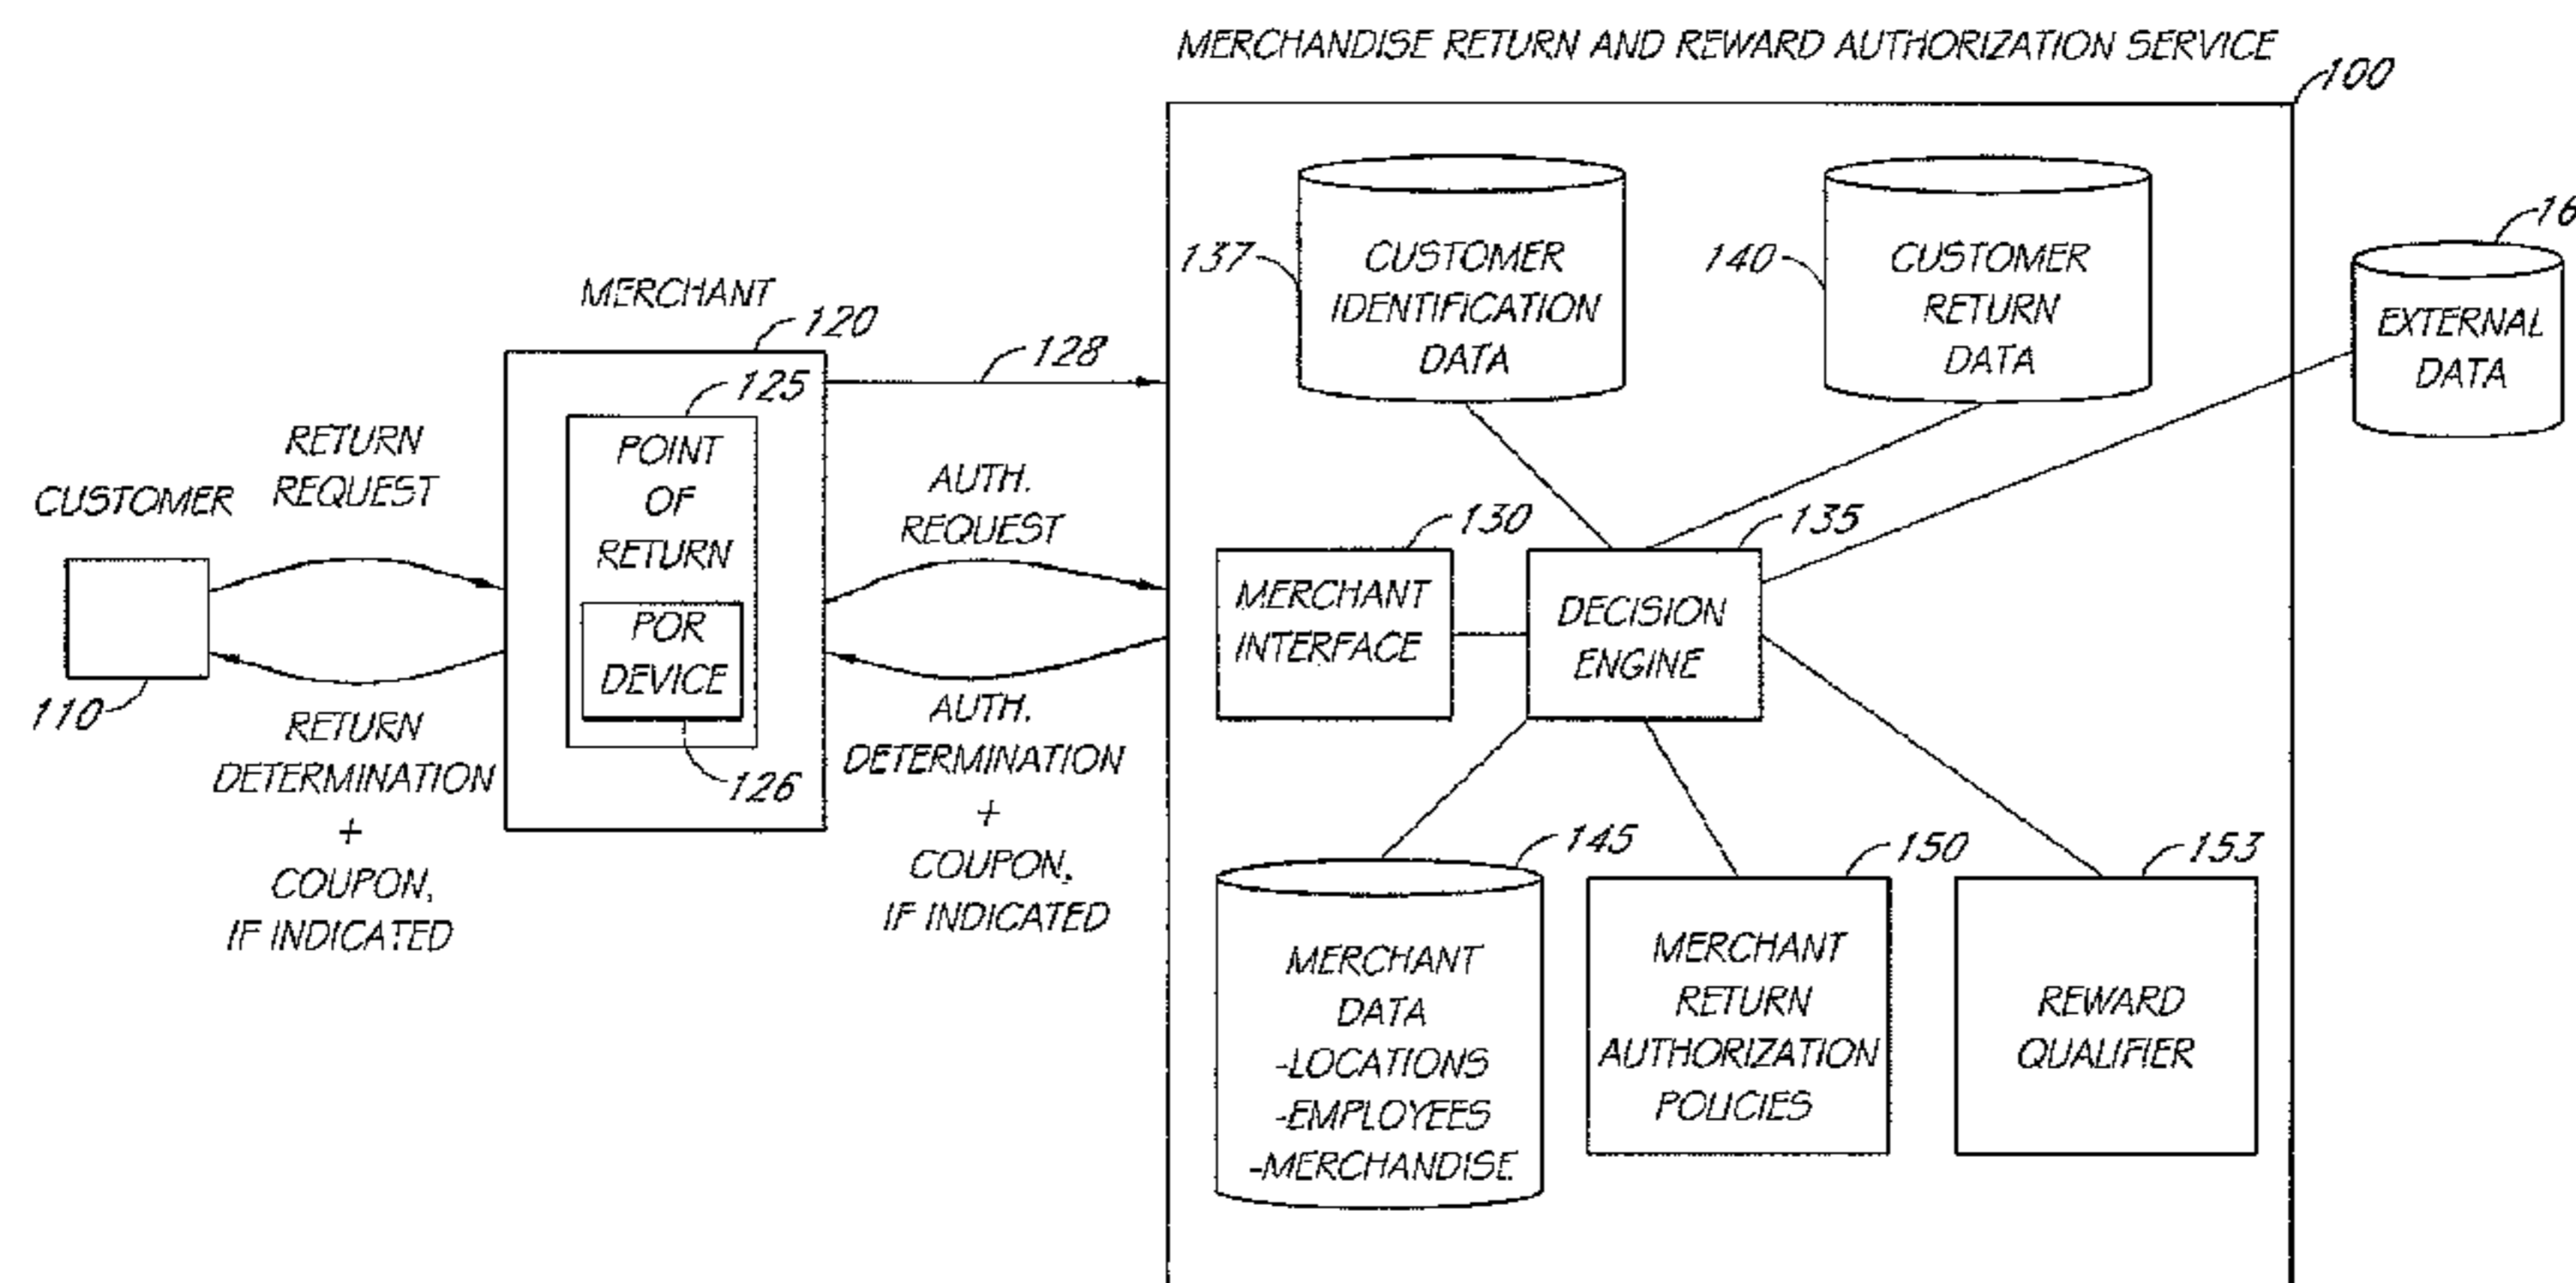 MERCHANDISE RETURN AND REWARD AUTHORIZATION SERVICE
100
137
CUSTOMER
IDENTIFICATION
DATA
140
CUSTOMER
RETURN
DATA
16
EXTERNAL
DATA
MERCHANT
120
128
125
POINT
OF
RETURN
POR
DEVICE
126
CUSTOMER
110
RETURN
REQUEST
RETURN
DETERMINATION
+
COUPON,
IF INDICATED
AUTH.
REQUEST
AUTH.
DETERMINATION
+
COUPON,
IF INDICATED
130
MERCHANT
INTERFACE
135
DECISION
ENGINE
145
MERCHANT
DATA
-LOCATIONS
-EMPLOYEES
-MERCHANDISE
150
MERCHANT
RETURN
AUTHORIZATION
POLICIES
153
REWARD
QUALIFIER